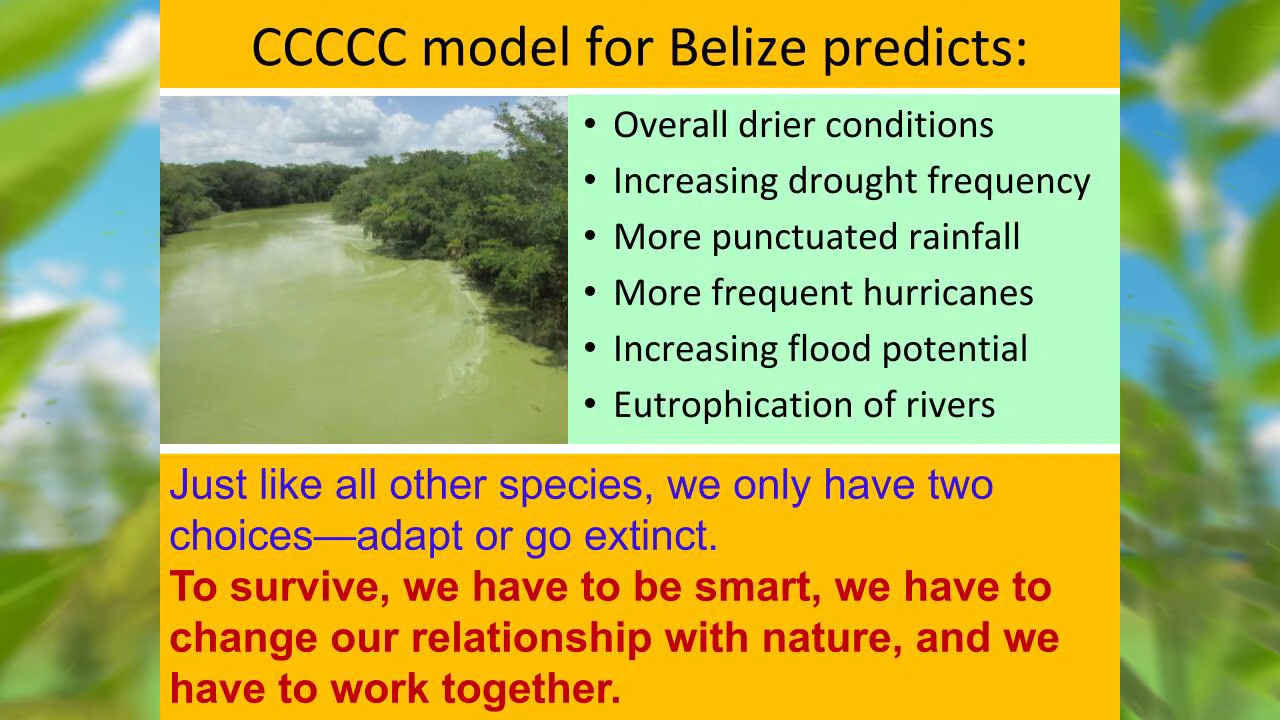 CCCCC model for Belize predicts:
• Overall drier conditions
• Increasing drought frequency
• More punctuated rainfall
• More frequent hurricanes
• Increasing flood potential
• Eutrophication of rivers
Just like all other species, we only have two
choices—adapt or go extinct.
To survive, we have to be smart, we have to
change our relationship with nature, and we
have to work together.